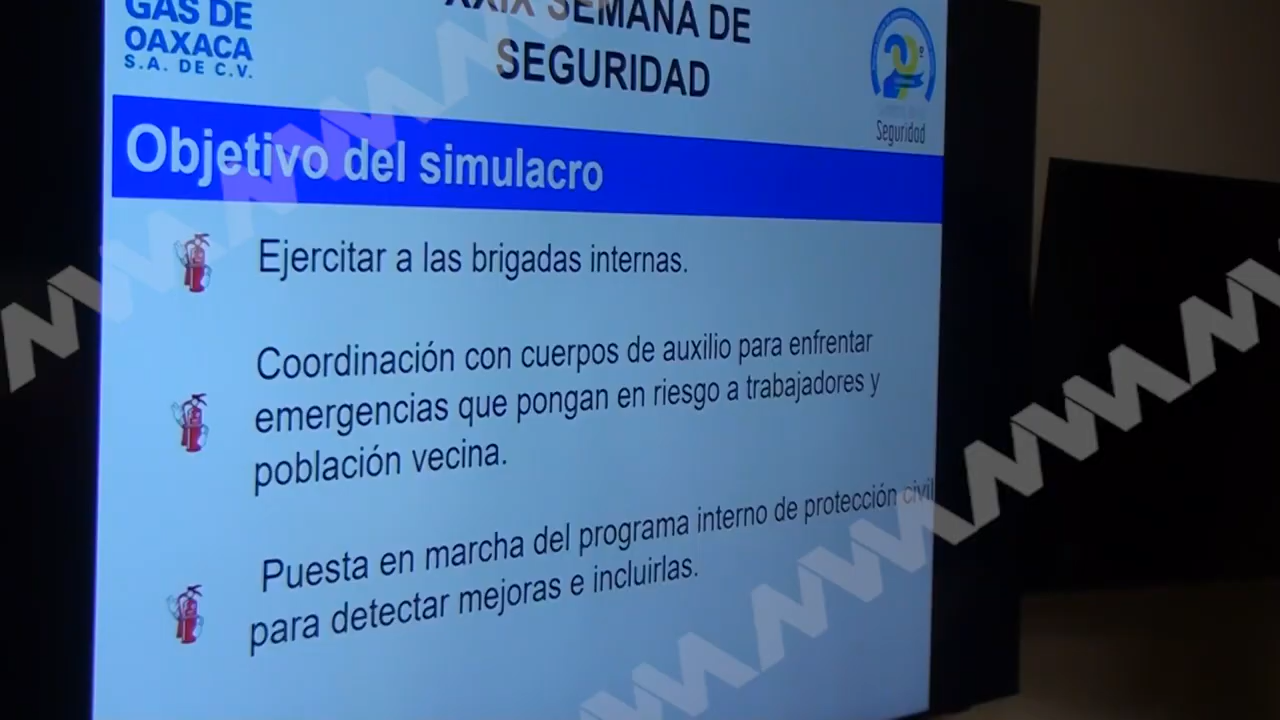 GAS DE
OAXACA
S.A. DE C.V.
XXIX SEMANA DE
SEGURIDAD
Seguridad
Objetivo del simulacro
Ejercitar a las brigadas internas.
Coordinación con cuerpos de auxilio para enfrentar
emergencias que pongan en riesgo a trabajadores y
población vecina.
Puesta en marcha del programa interno de protección civil
para detectar mejoras e incluirlas.